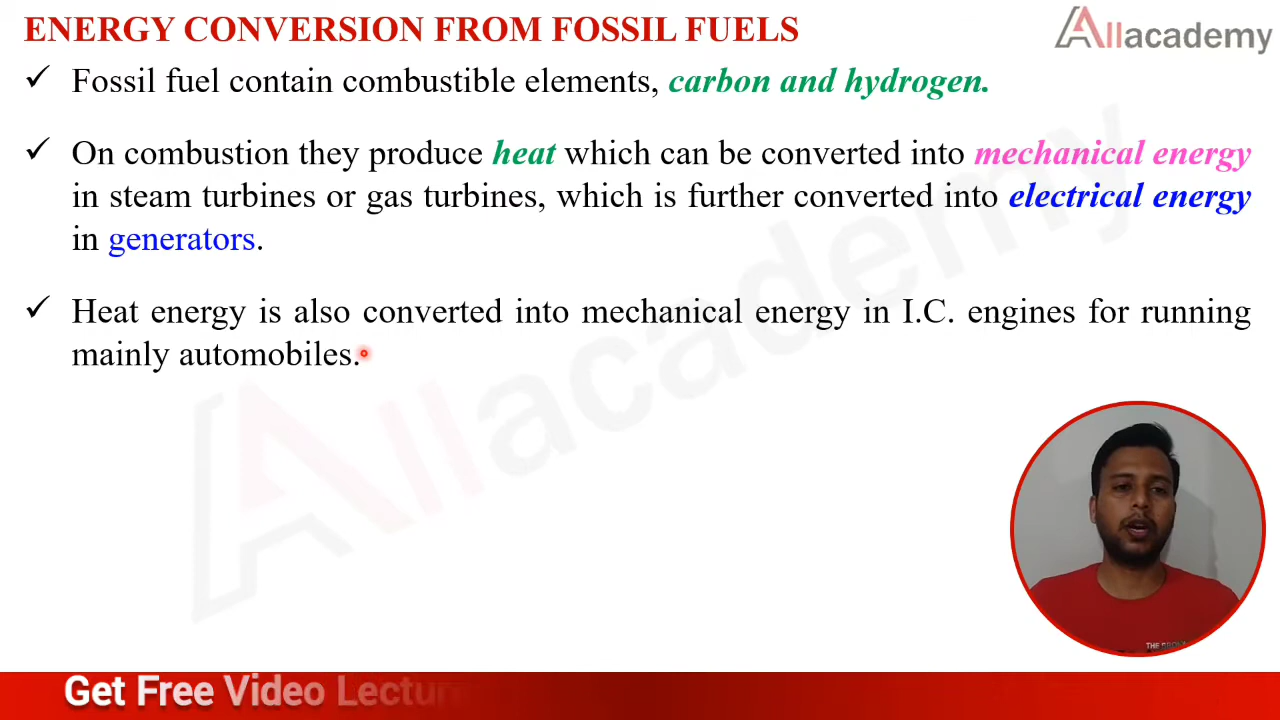 ENERGY CONVERSION FROM FOSSIL FUELS
Allacademy
✓ Fossil fuel contain combustible elements, carbon and hydrogen.
✓ On combustion they produce heat which can be converted into mechanical energy
in steam turbines or gas turbines, which is further converted into electrical energy
in generators.
✓ Heat energy is also converted into mechanical energy in I.C. engines for running
mainly automobiles.
Allacademy
THE
Get Free Video Lecture